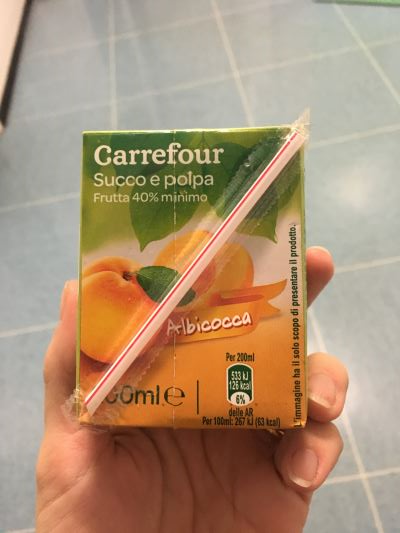 Carrefour
Succo e polpa
Frutta 40% minimo
Albicocca
Per 200ml
533 kJ
126 kcal
6%
delle AR
Per 100ml: 267 kJ (63 kcal)
00ml e
L'immagine ha il solo scopo di presentare il prodotto.